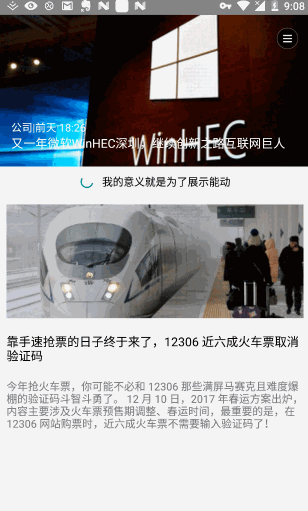 9:08
公司|前天 18:26
又一年微软WinHEC深圳，继续创新之路互联网巨人
WinHEC
我的意义就是为了展示能动
靠手速抢票的日子终于来了，12306 近六成火车票取消
验证码
今年抢火车票，你可能不必和 12306 那些满屏马赛克且难度爆
棚的验证码斗智斗勇了。 12 月 10 日，2017 年春运方案出炉，
内容主要涉及火车票预售期调整、春运时间，最重要的是，在
12306 网站购票时，近六成火车票不需要输入验证码了！